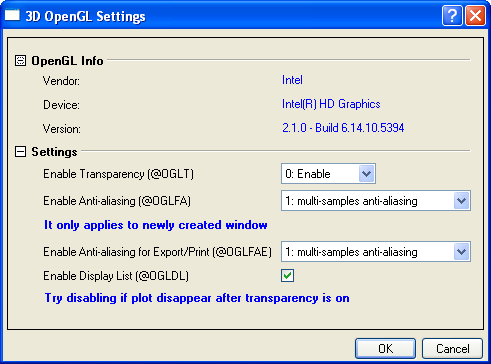 3D OpenGL Settings
OpenGL Info
Vendor: Intel
Device: Intel(R) HD Graphics
Version: 2.1.0 - Build 6.14.10.5394
Settings
Enable Transparency (@OGLT) 0: Enable
Enable Anti-aliasing (@OGLFA) 1: multi-samples anti-aliasing
It only applies to newly created window
Enable Anti-aliasing for Export/Print (@OGLFAE) 1: multi-samples anti-aliasing
Enable Display List (@OGLDL)
Try disabling if plot disappear after transparency is on
OK Cancel